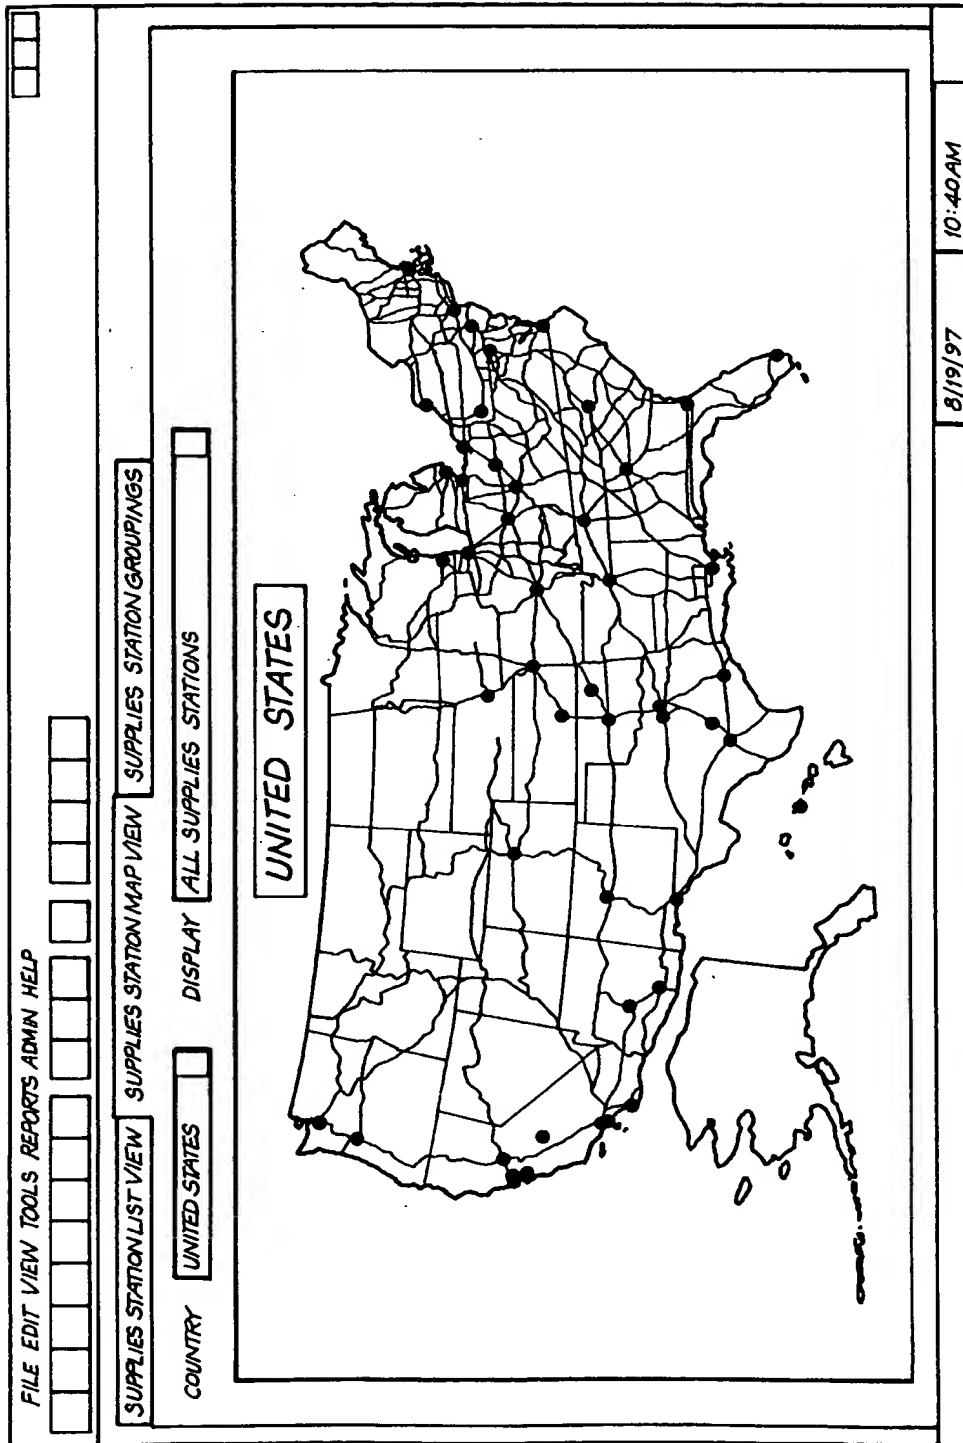 FILE EDIT VIEW TOOLS REPORTS ADMIN HELP
SUPPLIES STATION LIST VIEW SUPPLIES STATION MAP VIEW SUPPLIES STATION GROUPINGS
COUNTRY UNITED STATES DISPLAY ALL SUPPLIES STATIONS
UNITED STATES
8/19/97 10:40AM